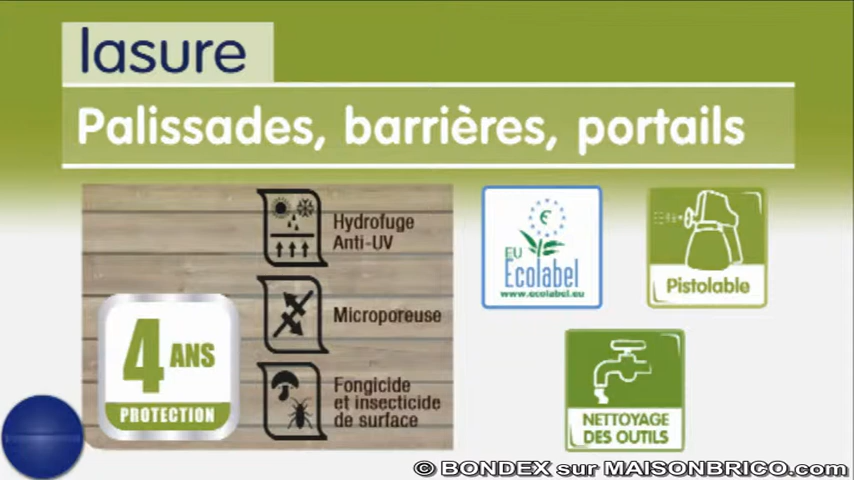 lasure
Palissades, barrières, portails
Hydrofuge
Anti-UV
Microporeuse
Fongicide
et insecticide
de surface
4 ANS
PROTECTION
EU
Ecolabel
www.ecolabel.eu
Pistolable
NETTOYAGE
DES OUTILS
© BONDEX sur MAISONBRICO.com